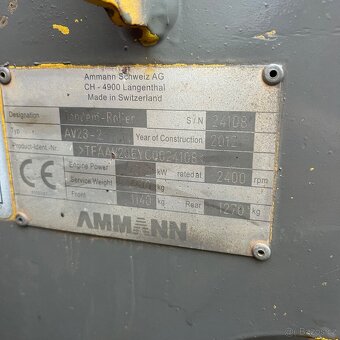 Ammann Schweiz AG
CH - 4900 Langenthal
Made in Switzerland
Designation Tandem-Roller S/N 24108
Typ AV23-2 Year of Construction 2012
Product-Ident-Nr.
Engine Power kW rated at 2400 rpm
Service Weight kg
Front 1140 kg Rear 1270 kg
CE
AMMANN